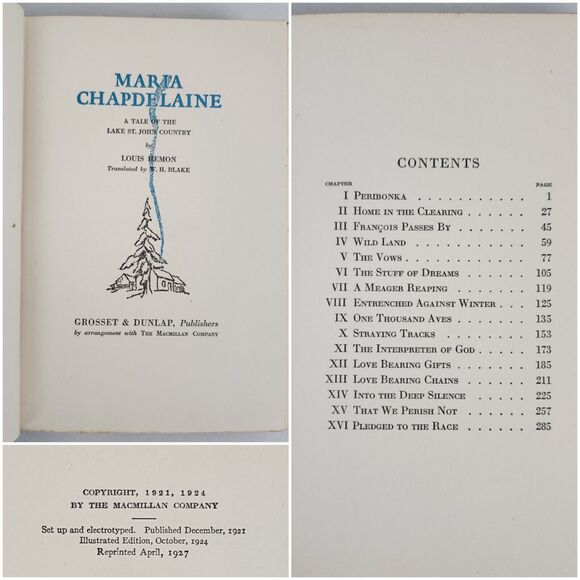 MARIA
CHAPDELAINE
A TALE OF THE
LAKE ST. JOHN COUNTRY
by
LOUIS HEMON
Translated by W. H. BLAKE
GROSSET & DUNLAP, Publishers
by arrangement with THE MACMILLAN COMPANY
COPYRIGHT, 1921, 1924
BY THE MACMILLAN COMPANY
Set up and electrotyped. Published December, 1921
Illustrated Edition, October, 1924
Reprinted April, 1927
CONTENTS
CHAPTER PAGE
I PERIBONKA . . . . . . . . . . . 1
II HOME IN THE CLEARING . . . . . . 27
III FRANÇOIS PASSES BY . . . . . . . 45
IV WILD LAND . . . . . . . . . . . 59
V THE VOWS . . . . . . . . . . . 77
VI THE STUFF OF DREAMS . . . . . . 105
VII A MEAGER REAPING . . . . . . . 119
VIII ENTRENCHED AGAINST WINTER . . . 125
IX ONE THOUSAND AVES . . . . . . . 135
X STRAYING TRACKS . . . . . . . . 153
XI THE INTERPRETER OF GOD . . . . . 173
XII LOVE BEARING GIFTS . . . . . . 185
XIII LOVE BEARING CHAINS . . . . . . 211
XIV INTO THE DEEP SILENCE . . . . . 225
XV THAT WE PERISH NOT . . . . . . 257
XVI PLEDGED TO THE RACE . . . . . . 285